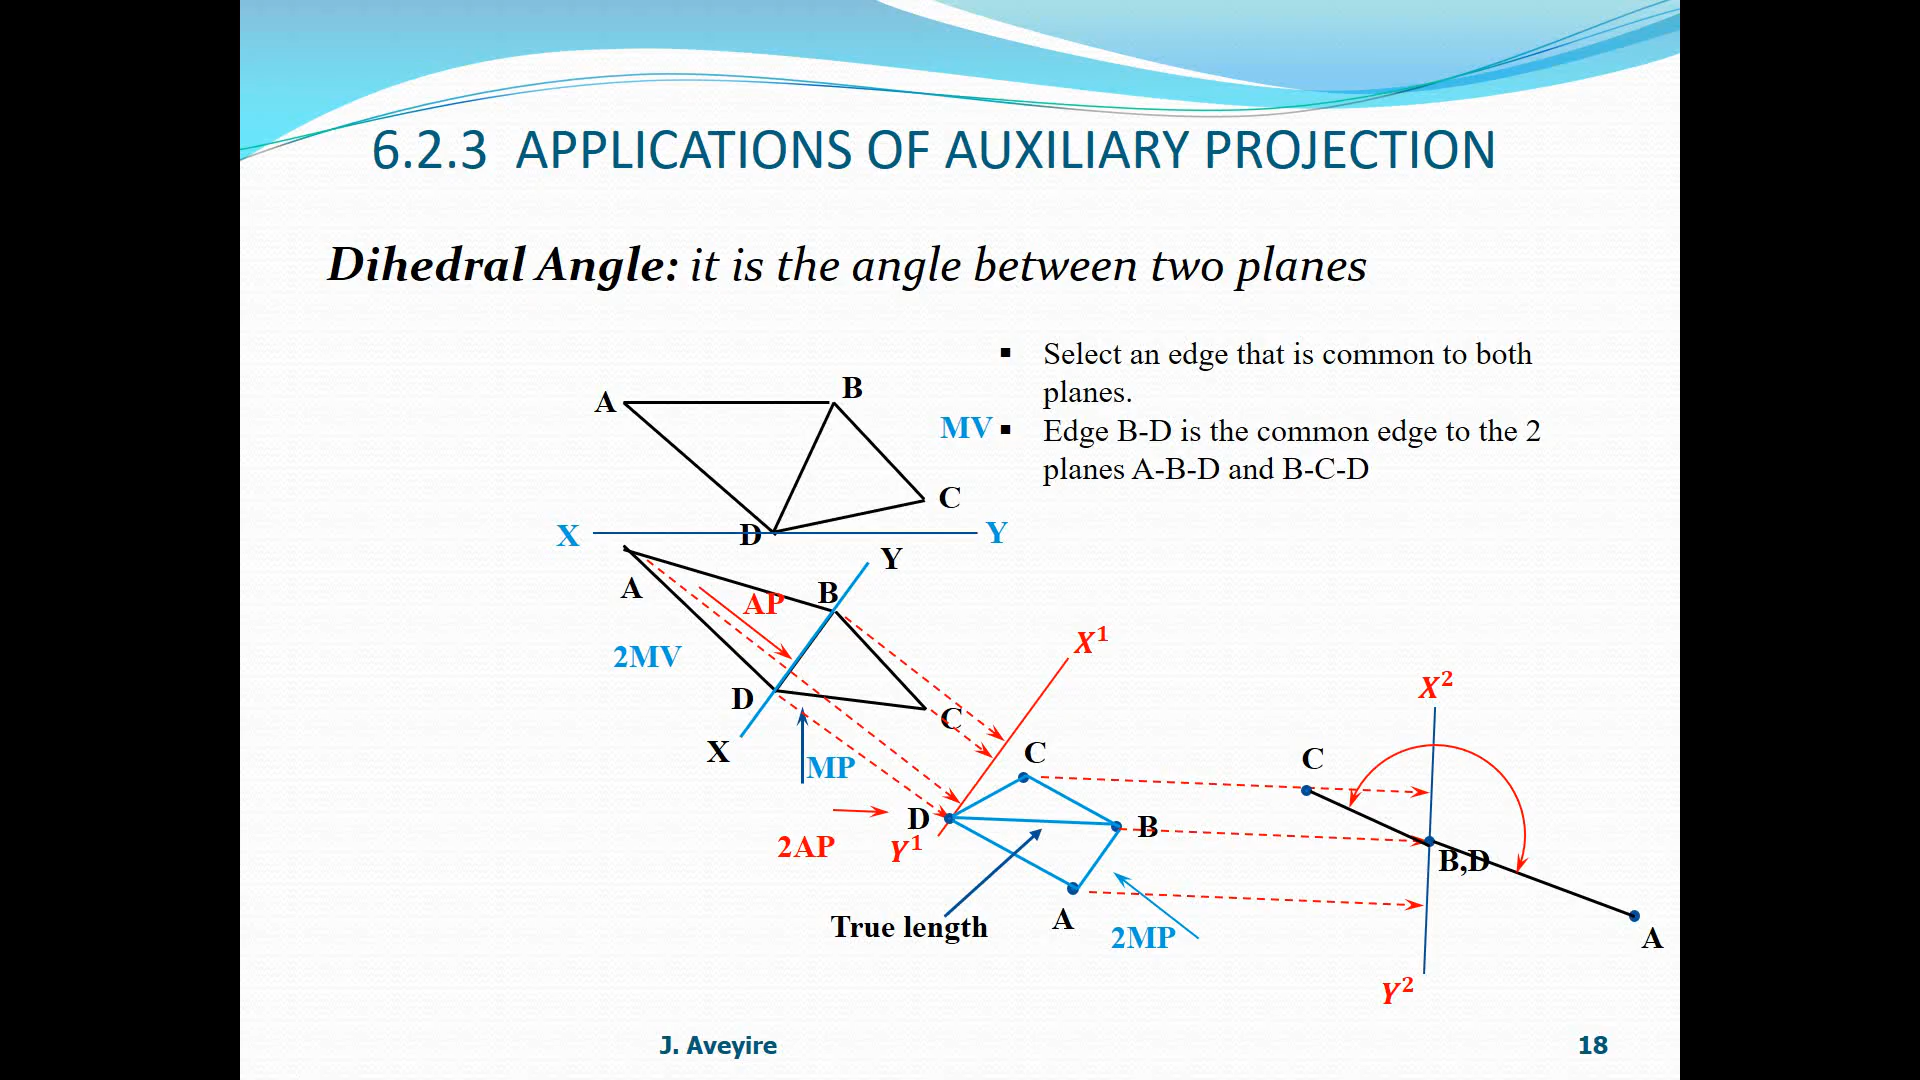 6.2.3 APPLICATIONS OF AUXILIARY PROJECTION
Dihedral Angle: it is the angle between two planes
▪ Select an edge that is common to both
planes.
▪ Edge B-D is the common edge to the 2
planes A-B-D and B-C-D
A
B
MV
C
X
D
Y
Y
A
B
AP
2MV
D
C
X
MP
X¹
C
D
B
2AP
Y¹
True length
A
2MP
X²
C
B,D
A
Y²
J. Aveyire
18